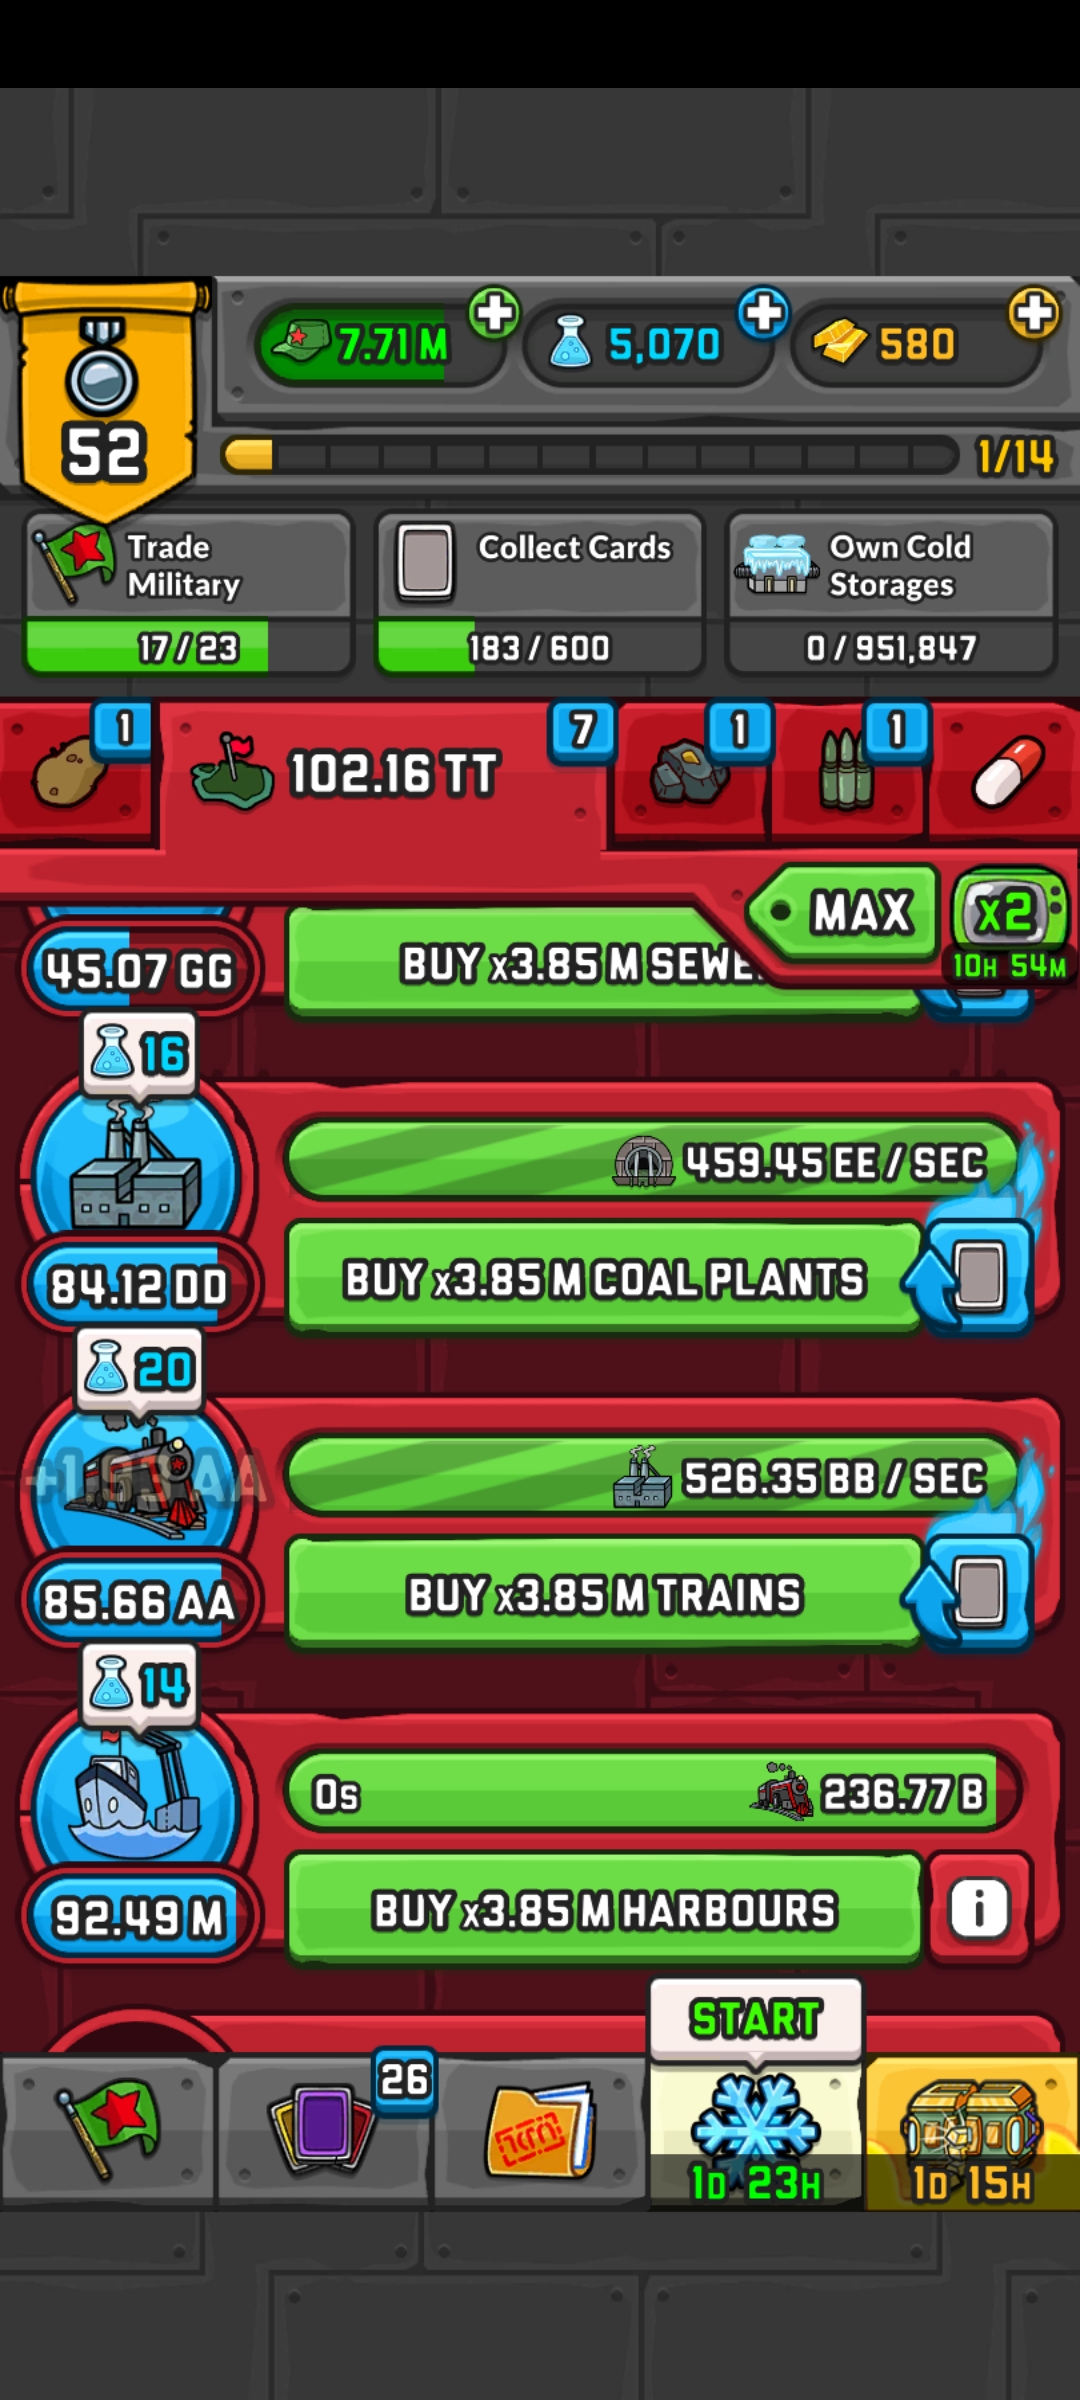 7.71 M
5,070
580
52
1/14
Trade
Military
17 / 23
Collect Cards
183 / 600
Own Cold
Storages
0 / 951,847
1
102.16 TT
7
1
1
MAX
x2
10H 54M
45.07 GG
BUY x3.85 M SEWE
16
459.45 EE / SEC
84.12 DD
BUY x3.85 M COAL PLANTS
20
526.35 BB / SEC
85.66 AA
BUY x3.85 M TRAINS
14
0s
236.77 B
92.49 M
BUY x3.85 M HARBOURS
i
START
26
1D 23H
1D 15H